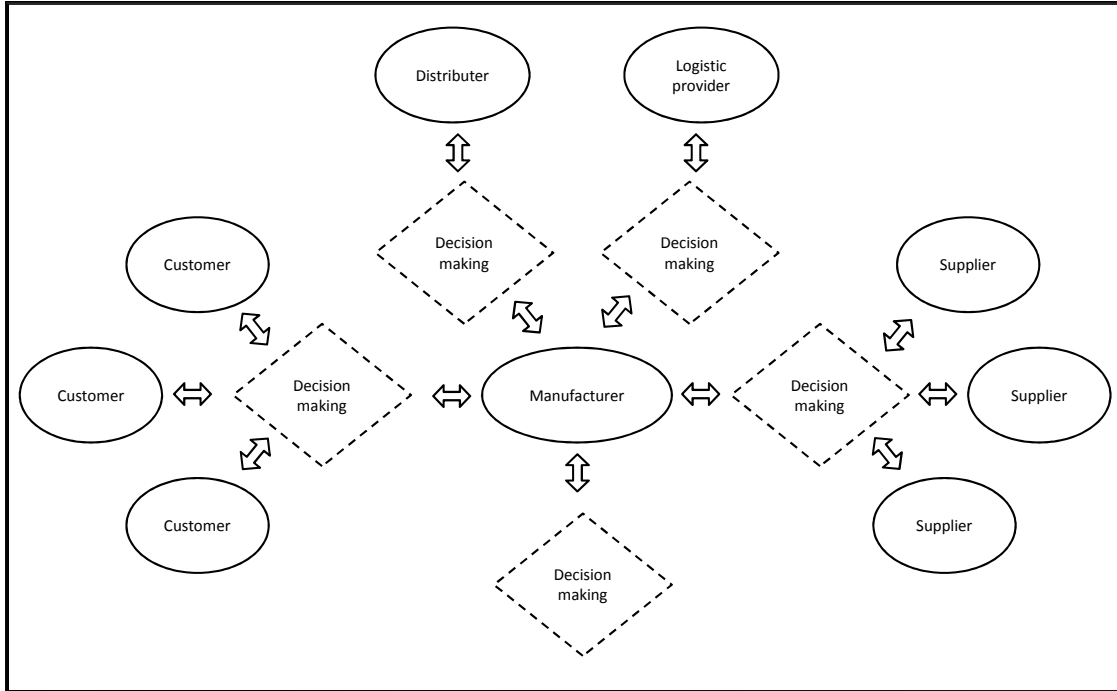 Distributer
Logistic
provider
Decision
making
Decision
making
Customer
Supplier
Customer
Decision
making
Manufacturer
Decision
making
Supplier
Customer
Supplier
Decision
making